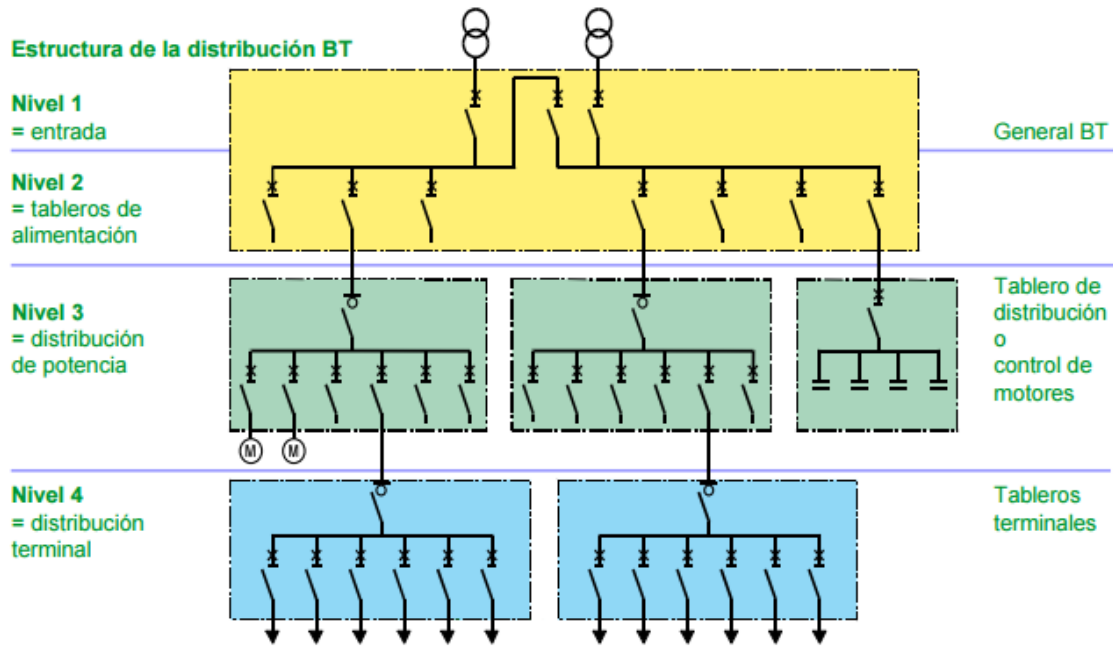 Estructura de la distribución BT
Nivel 1
= entrada
General BT
Nivel 2
= tableros de
alimentación
Nivel 3
= distribución
de potencia
Tablero de
distribución
o
control de
motores
M
M
Nivel 4
= distribución
terminal
Tableros
terminales